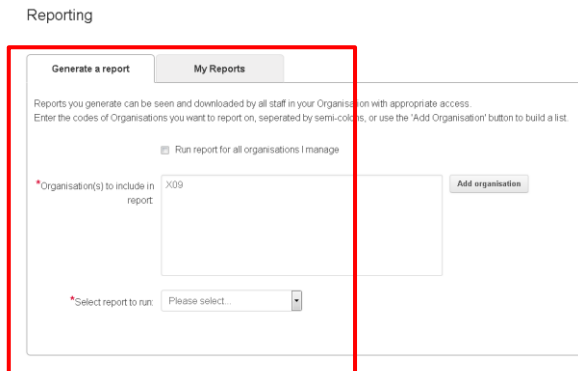 Reporting
Generate a report
My Reports
Reports you generate can be seen and downloaded by all staff in your Organisation with appropriate access.
Enter the codes of Organisations you want to report on, seperated by semi-colons, or use the 'Add Organisation' button to build a list.
Run report for all organisations I manage
*Organisation(s) to include in
report:
X09
Add organisation
*Select report to run:
Please select...